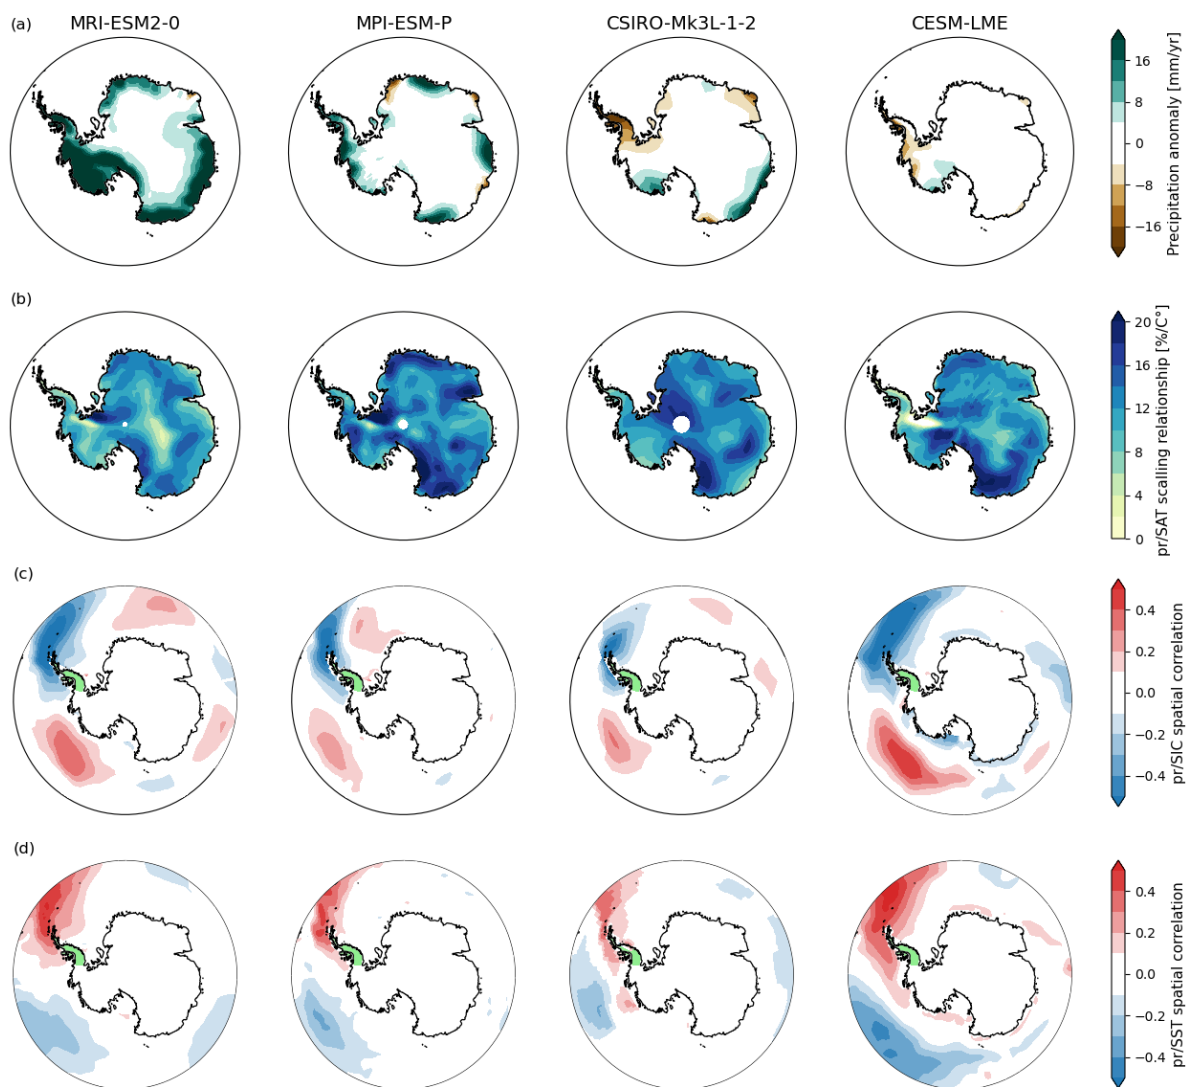 (a)
MRI-ESM2-0
MPI-ESM-P
CSIRO-Mk3L-1-2
CESM-LME
16
8
0
−8
−16
Precipitation anomaly [mm/yr]
(b)
20
16
12
8
4
0
pr/SAT scalling relationship [%/C°]
(c)
0.4
0.2
0.0
−0.2
−0.4
pr/SIC spatial correlation
(d)
0.4
0.2
0.0
−0.2
−0.4
pr/SST spatial correlation